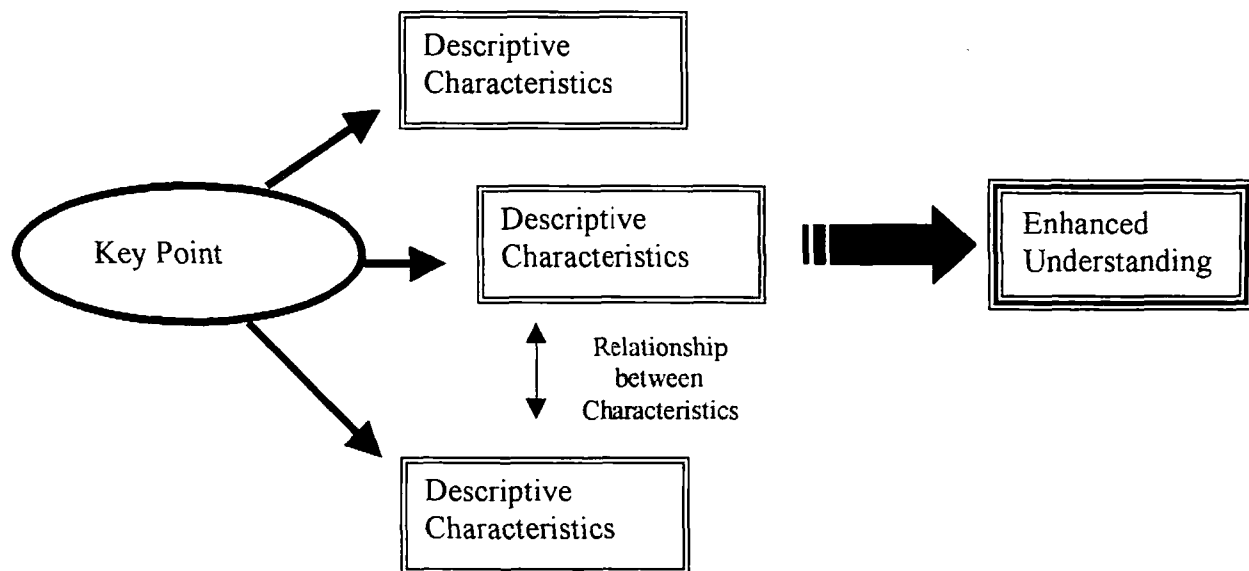 Descriptive
Characteristics
Key Point
Descriptive
Characteristics
Enhanced
Understanding
Relationship
between
Characteristics
Descriptive
Characteristics